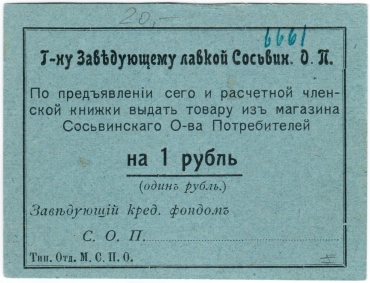 20,-
6661
Г-ну Завѣдующему лавкой Сосьвин. О. П.
По предъявленіи сего и расчетной член-
ской книжки выдать товару изъ магазина
Сосьвинскаго О-ва Потребителей
на 1 рубль
(одинъ рубль.)
Завѣдующій кред. фондомъ
С. О. П.
Тип. Отд. М. С. П. О.